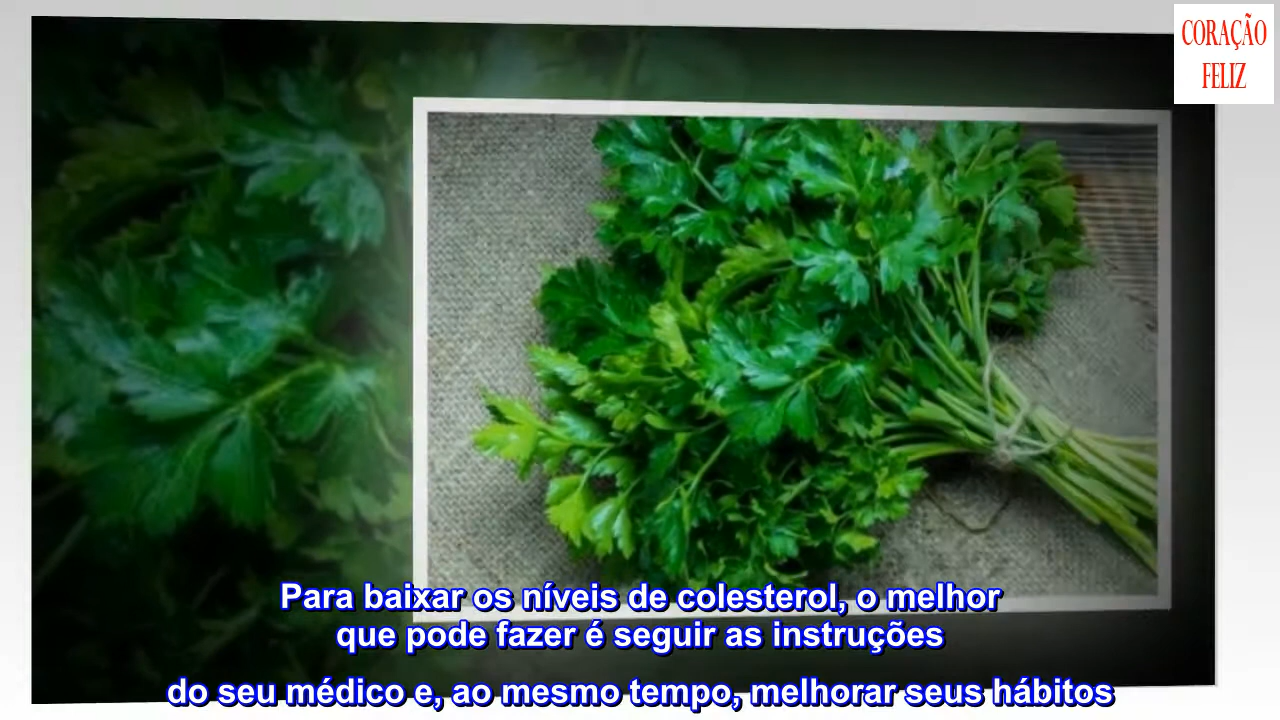 CORAÇÃO
FELIZ
Para baixar os níveis de colesterol, o melhor
que pode fazer é seguir as instruções
do seu médico e, ao mesmo tempo, melhorar seus hábitos